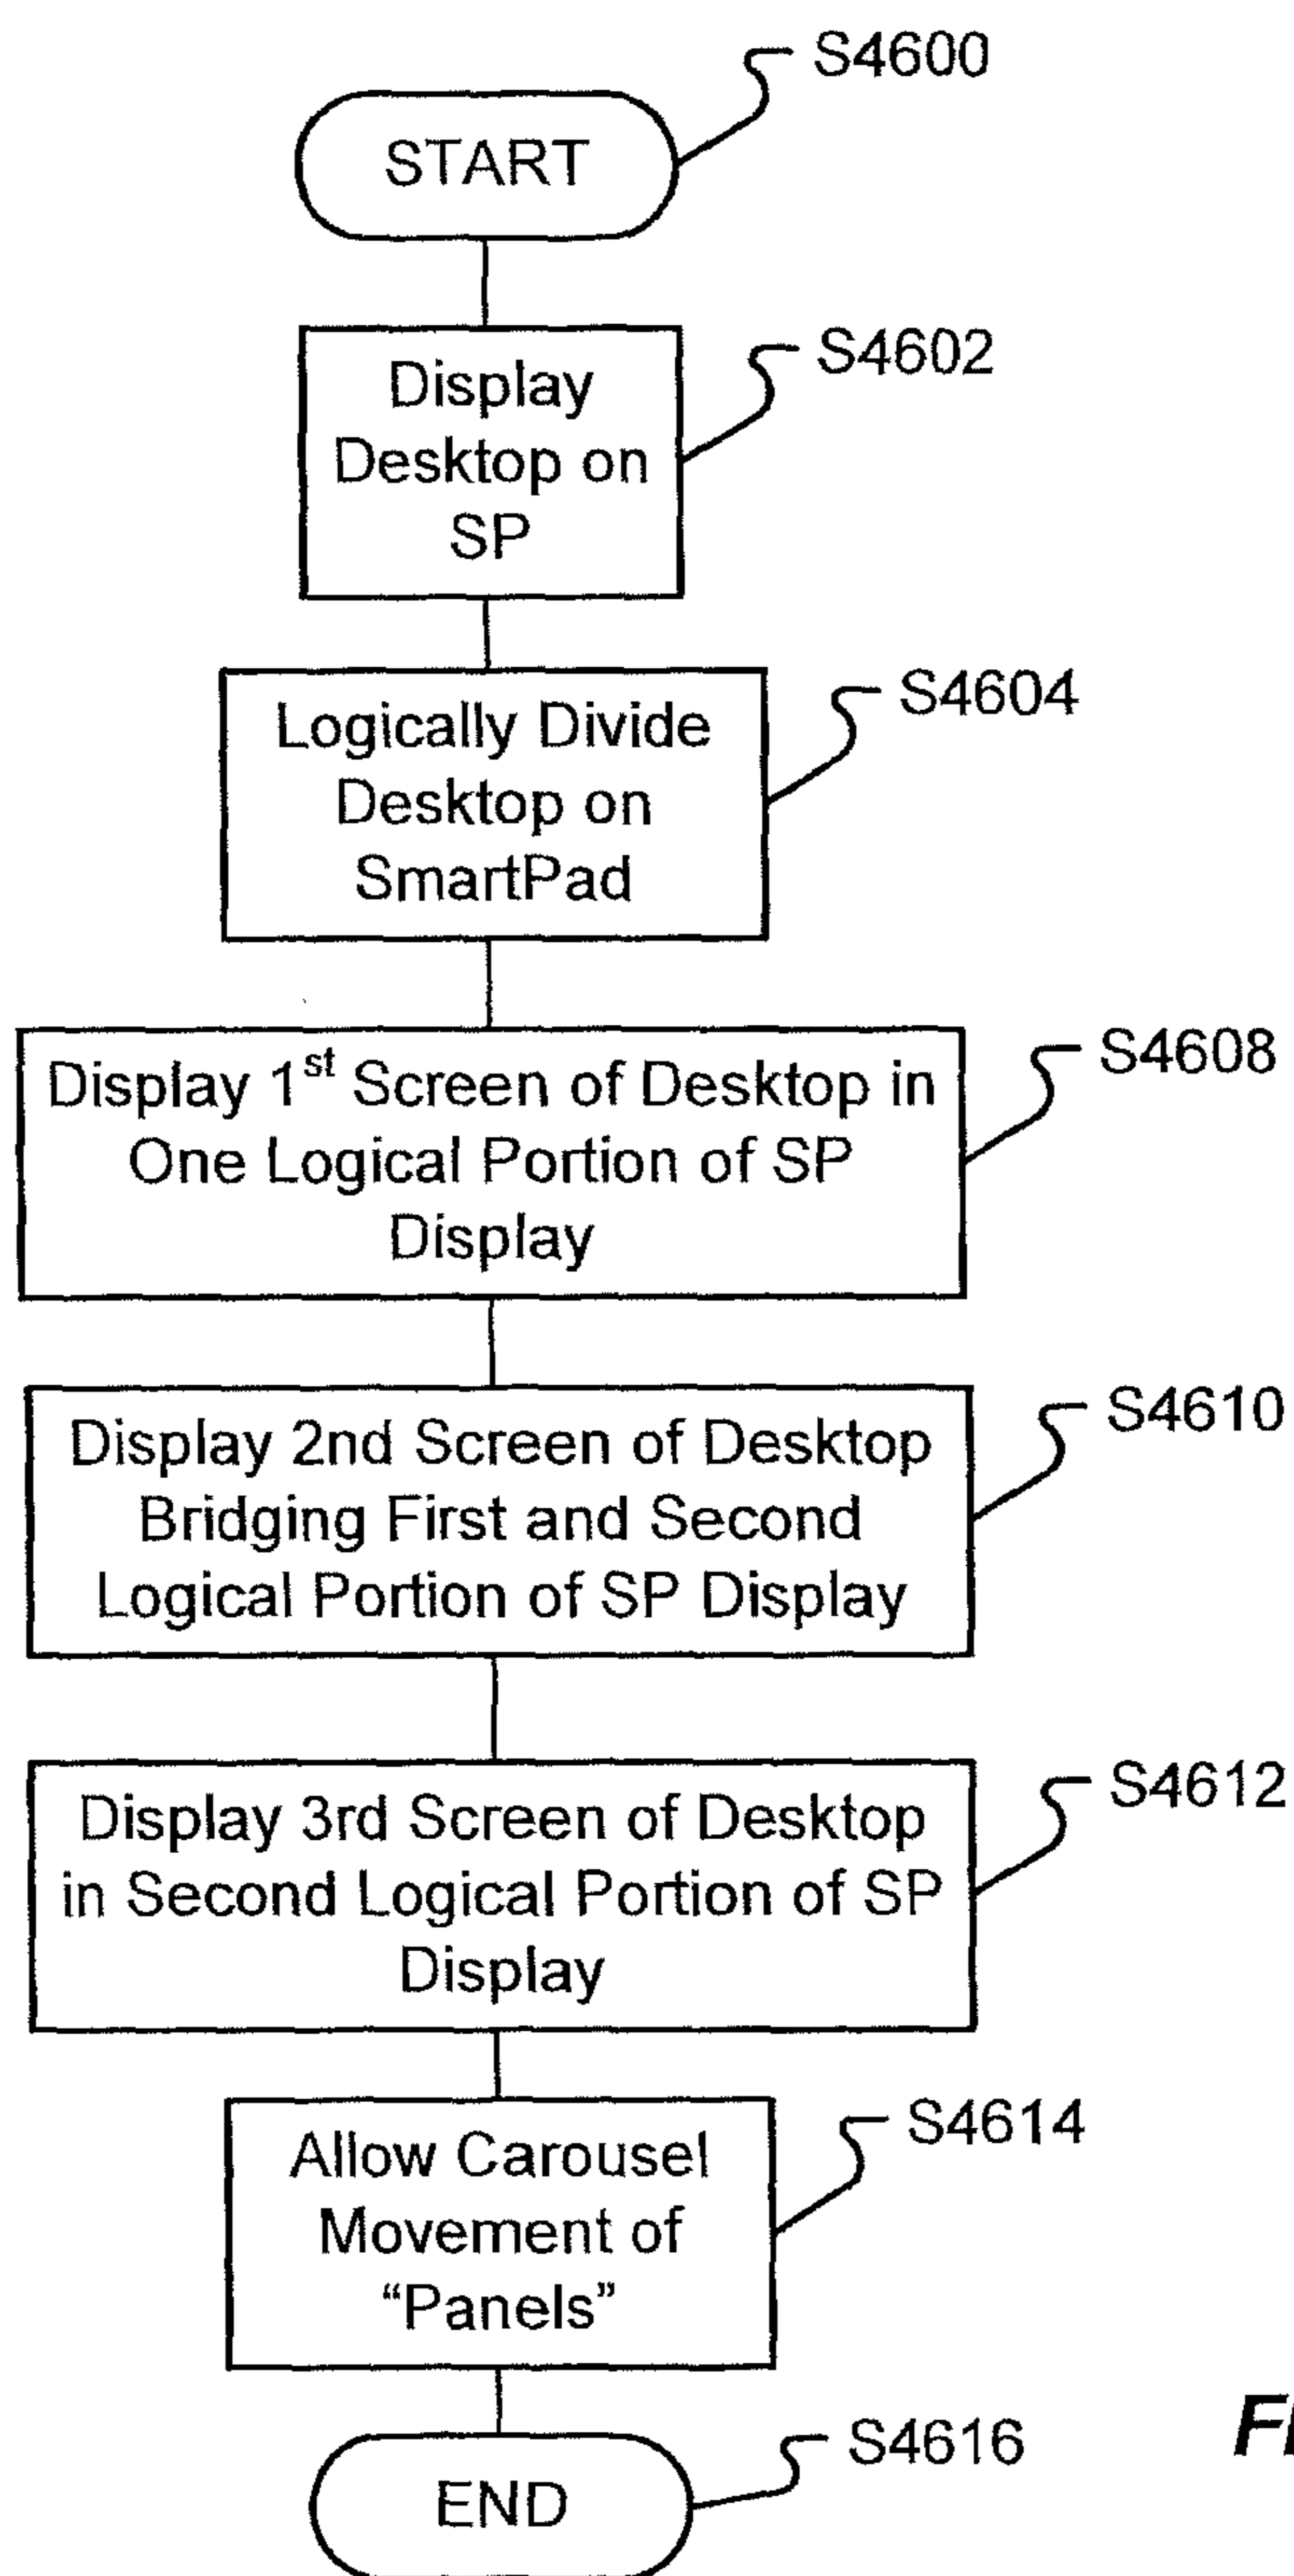 S4600
START
S4602
Display
Desktop on
SP
S4604
Logically Divide
Desktop on
SmartPad
S4608
Display 1st Screen of Desktop in
One Logical Portion of SP
Display
S4610
Display 2nd Screen of Desktop
Bridging First and Second
Logical Portion of SP Display
S4612
Display 3rd Screen of Desktop
in Second Logical Portion of SP
Display
S4614
Allow Carousel
Movement of
“Panels”
S4616
END